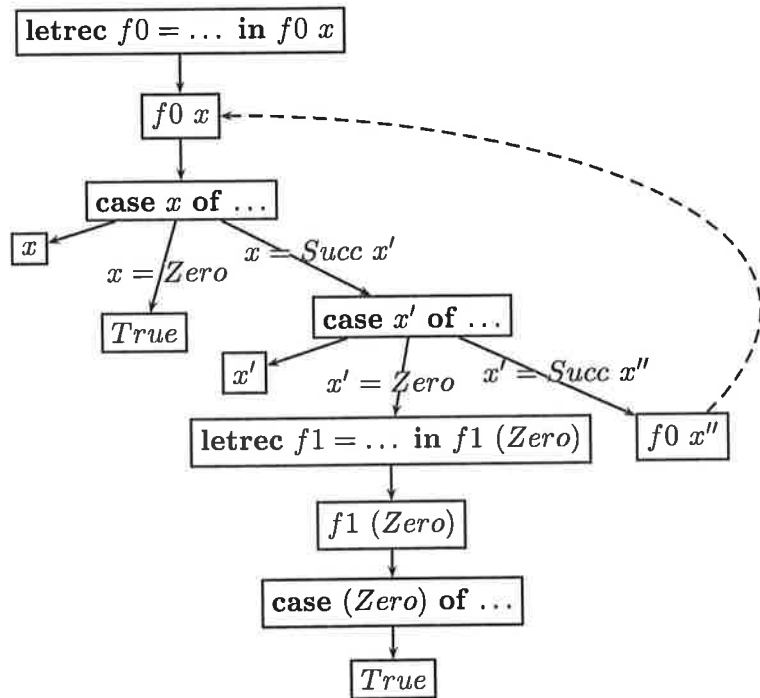 letrec f0 = ... in f0 x
f0 x
case x of ...
x
x = Zero
x = Succ x'
True
case x' of ...
x'
x' = Zero
x' = Succ x''
letrec f1 = ... in f1 (Zero)
f0 x''
f1 (Zero)
case (Zero) of ...
True